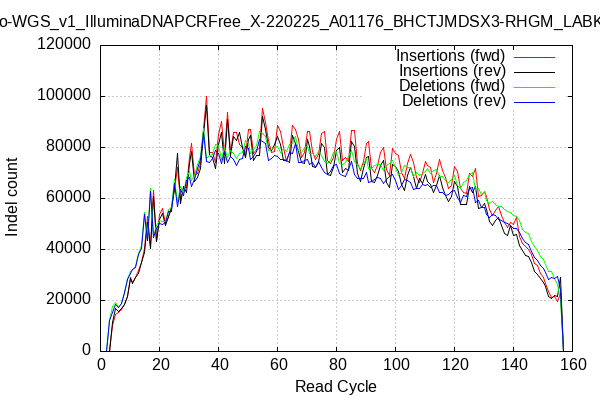 o-WGS_v1_IlluminaDNAPCRFree_X-220225_A01176_BHCTJMDSX3-RHGM_LABK
Insertions (fwd)
Insertions (rev)
Deletions (fwd)
Deletions (rev)
120000
100000
80000
60000
40000
20000
0
Indel count
0 20 40 60 80 100 120 140 160
Read Cycle